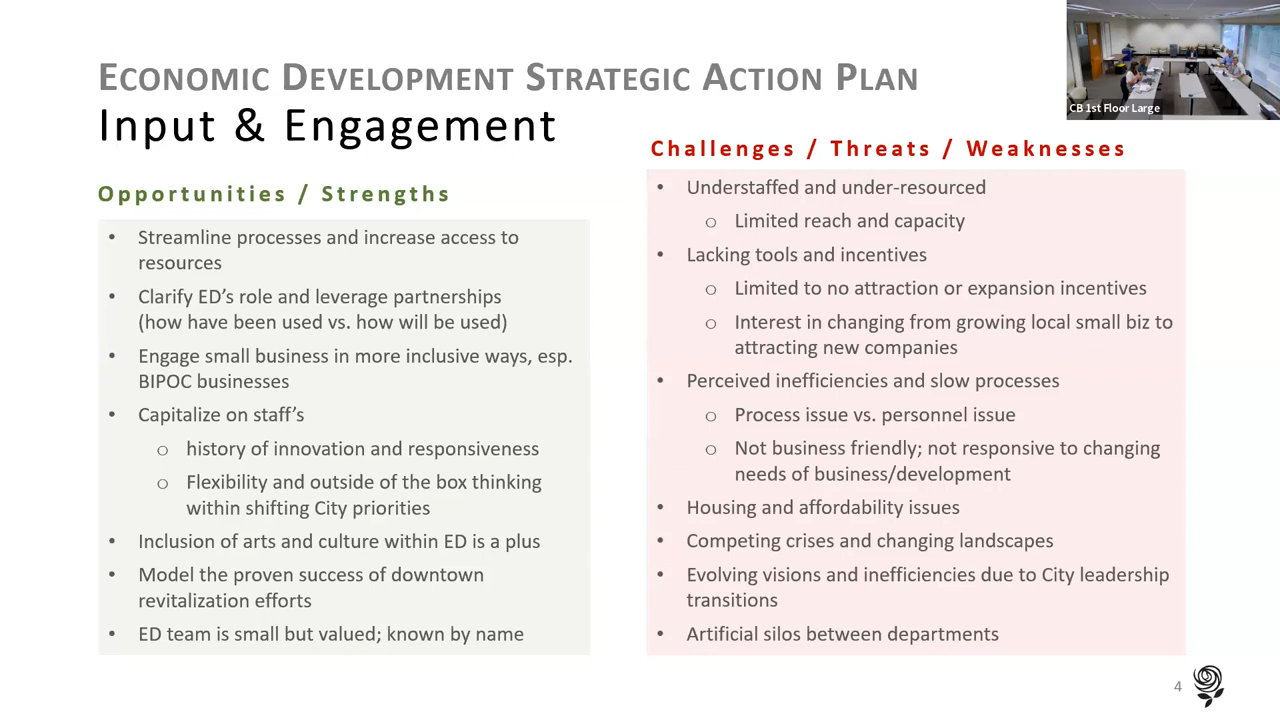 ECONOMIC DEVELOPMENT STRATEGIC ACTION PLAN
Input & Engagement
CB 1st Floor Large
Opportunities / Strengths
• Streamline processes and increase access to
resources
• Clarify ED's role and leverage partnerships
(how have been used vs. how will be used)
• Engage small business in more inclusive ways, esp.
BIPOC businesses
• Capitalize on staff's
o history of innovation and responsiveness
o Flexibility and outside of the box thinking
within shifting City priorities
• Inclusion of arts and culture within ED is a plus
• Model the proven success of downtown
revitalization efforts
• ED team is small but valued; known by name
Challenges / Threats / Weaknesses
• Understaffed and under-resourced
o Limited reach and capacity
• Lacking tools and incentives
o Limited to no attraction or expansion incentives
o Interest in changing from growing local small biz to
attracting new companies
• Perceived inefficiencies and slow processes
o Process issue vs. personnel issue
o Not business friendly; not responsive to changing
needs of business/development
• Housing and affordability issues
• Competing crises and changing landscapes
• Evolving visions and inefficiencies due to City leadership
transitions
• Artificial silos between departments
4